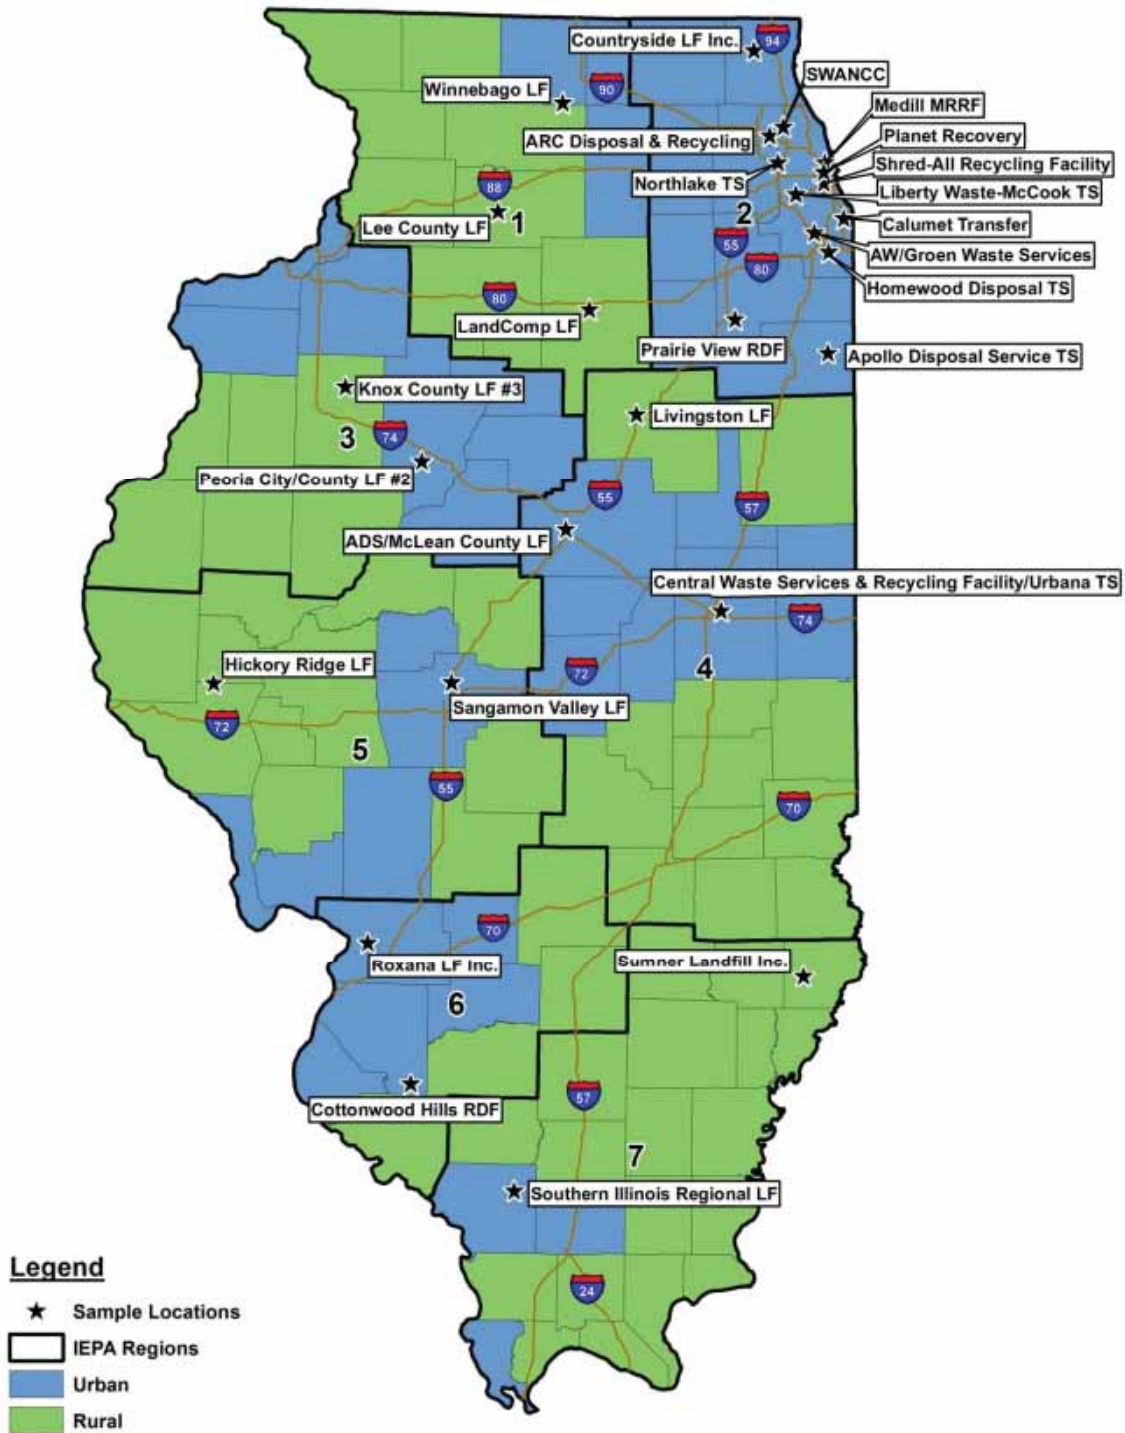 Countryside LF Inc.
94
SWANCC
Winnebago LF
90
Medill MRRF
ARC Disposal & Recycling
Planet Recovery
Shred-All Recycling Facility
Northlake TS
88
Liberty Waste-McCook TS
Lee County LF
1
2
Calumet Transfer
55
AW/Groen Waste Services
80
80
Homewood Disposal TS
LandComp LF
Prairie View RDF
Apollo Disposal Service TS
Knox County LF #3
Livingston LF
3
74
Peoria City/County LF #2
55
57
ADS/McLean County LF
Central Waste Services & Recycling Facility/Urbana TS
74
Hickory Ridge LF
72
4
Sangamon Valley LF
72
5
55
70
70
Roxana LF Inc.
Sumner Landfill Inc.
6
57
Cottonwood Hills RDF
7
Southern Illinois Regional LF
24
Legend
Sample Locations
IEPA Regions
Urban
Rural